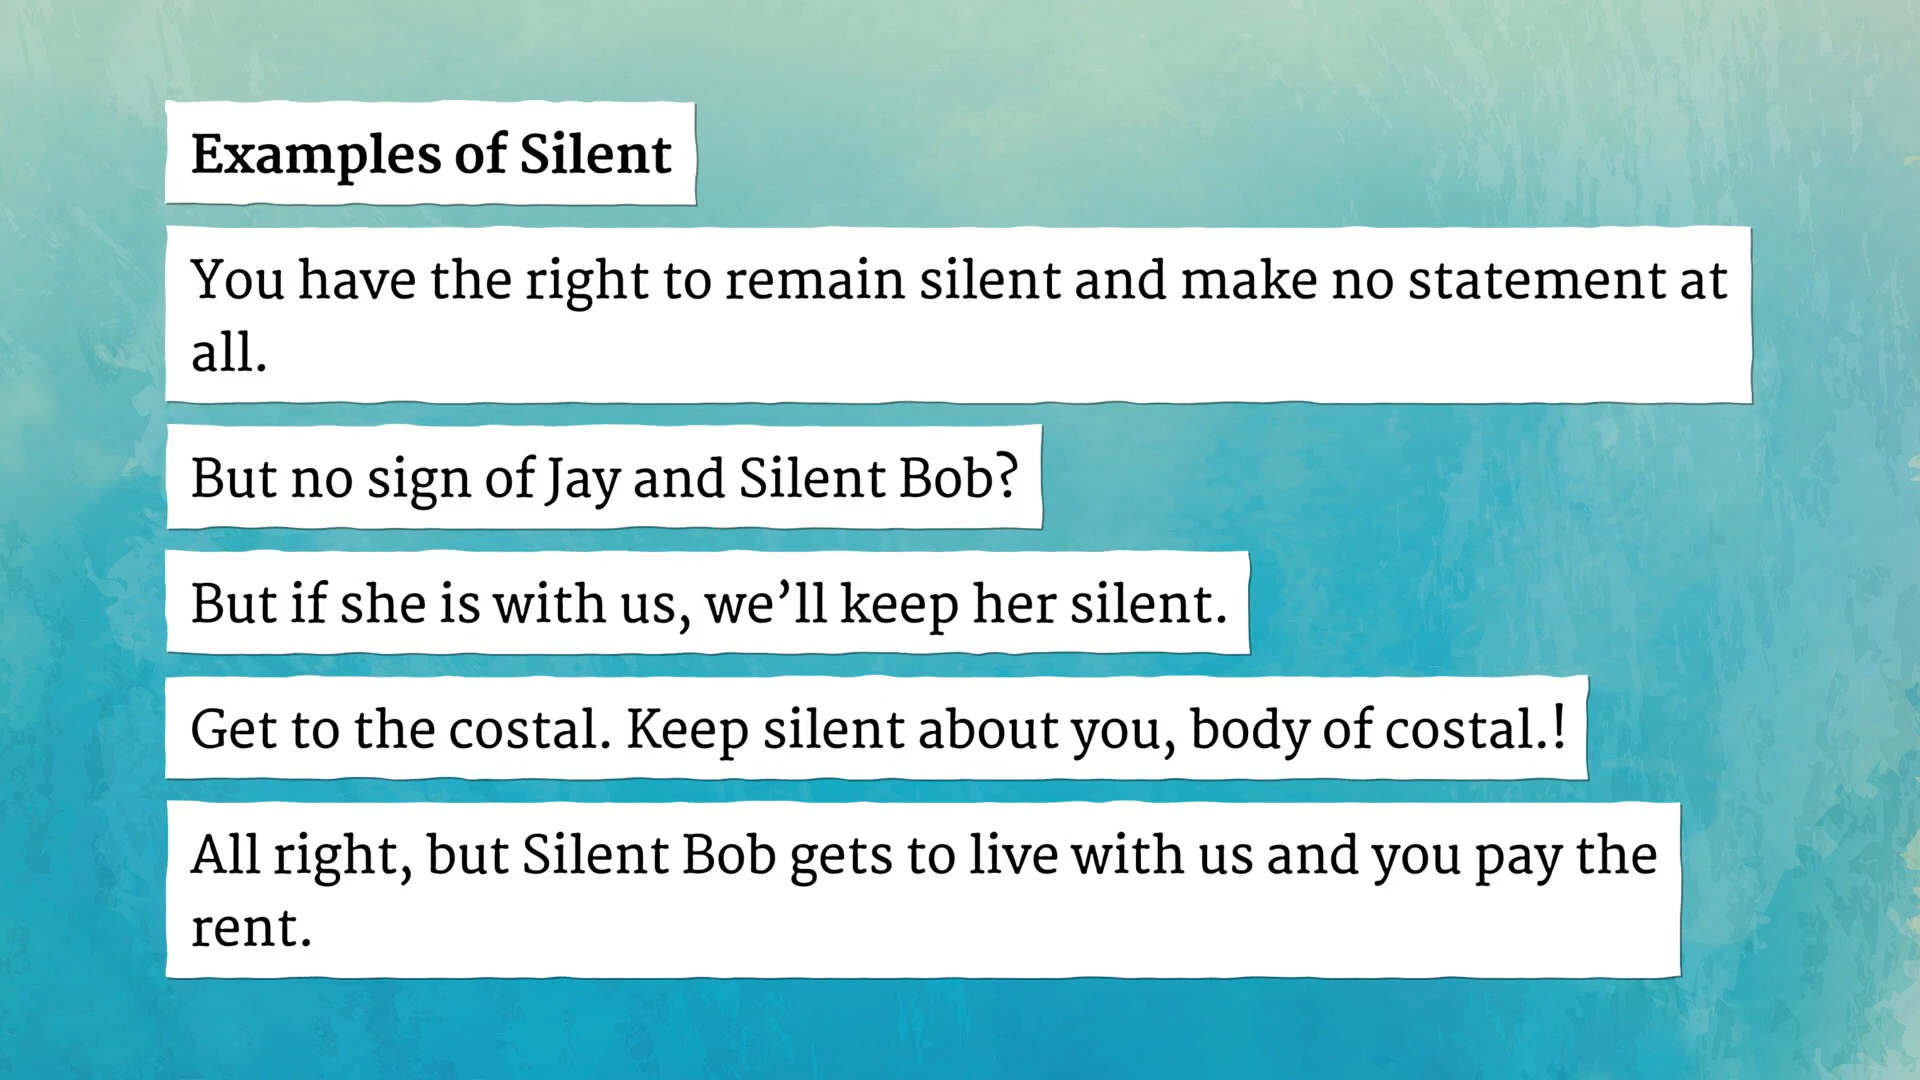 Examples of Silent
You have the right to remain silent and make no statement at
all.
But no sign of Jay and Silent Bob?
But if she is with us, we’ll keep her silent.
Get to the costal. Keep silent about you, body of costal.!
All right, but Silent Bob gets to live with us and you pay the
rent.